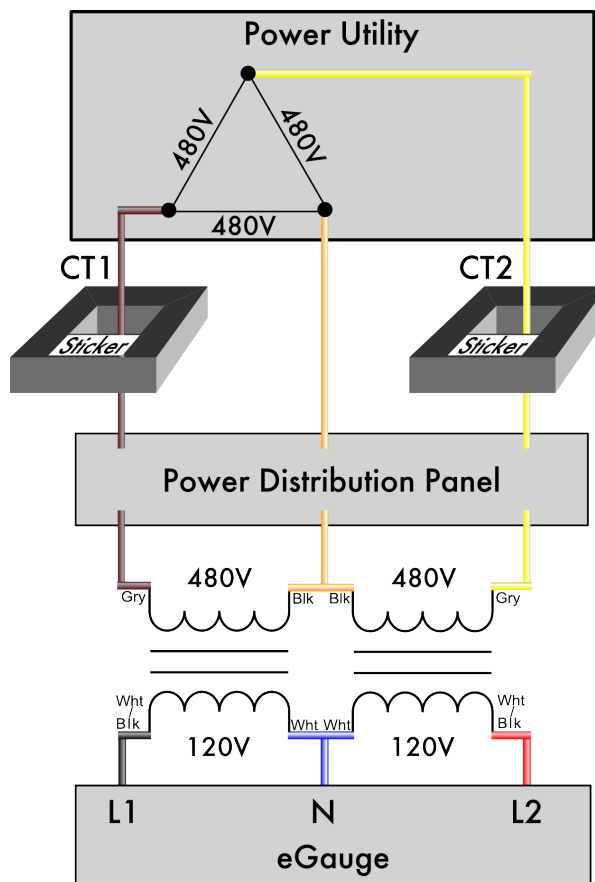 Power Utility
480V
480V
480V
CT1
CT2
Sticker
Sticker
Power Distribution Panel
480V
480V
Gry
Blk
Blk
Gry
Wht
Blk
Wht
Wht
Wht
Blk
120V
120V
L1
N
L2
eGauge